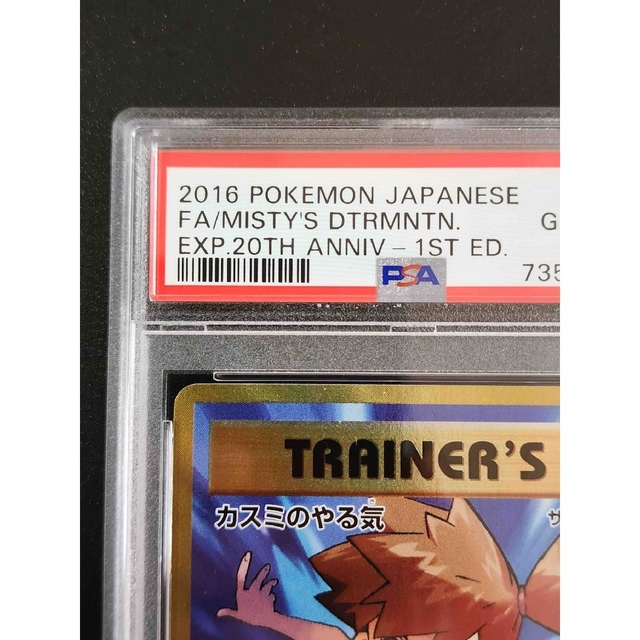 2016 POKEMON JAPANESE
FA/MISTY'S DTRMNTN. G
EXP.20TH ANNIV – 1ST ED.
PSA 735
TRAINER'S
カスミのやる気 サ